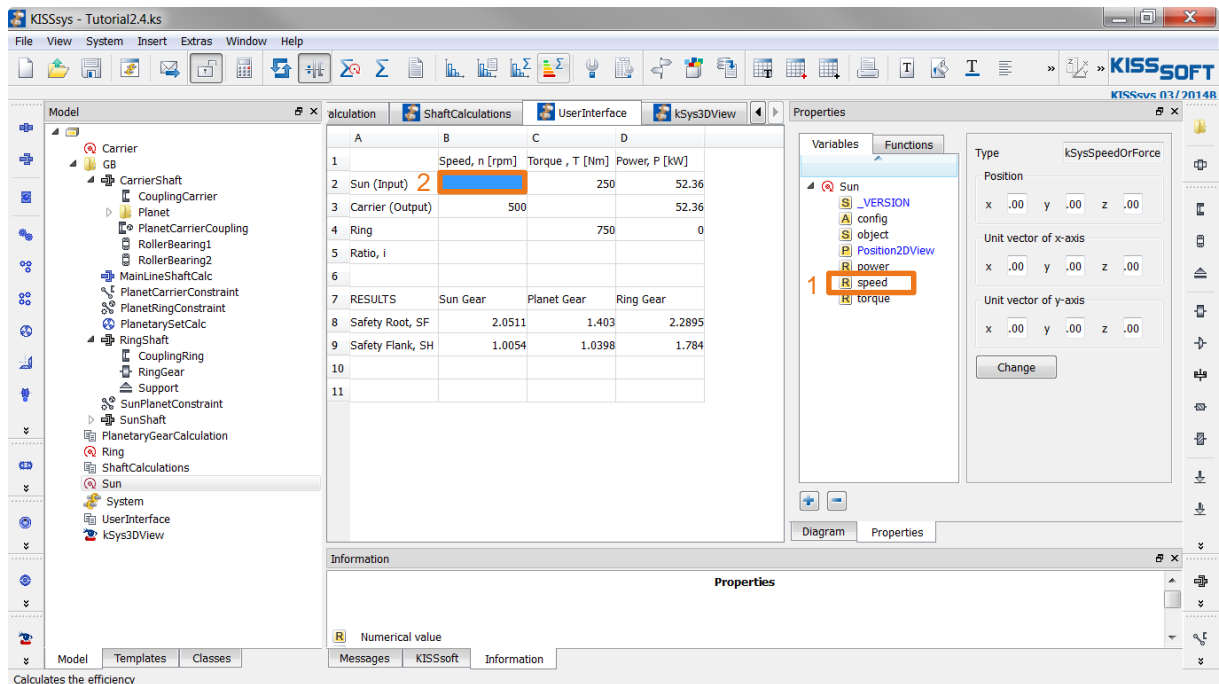 KISSsys - Tutorial2.4.ks
File View System Insert Extras Window Help
» » KISSSOFT
KISSsys 03/2014B
Model
Carrier
GB
CarrierShaft
CouplingCarrier
Planet
PlanetCarrierCoupling
RollerBearing1
RollerBearing2
MainLineShaftCalc
PlanetCarrierConstraint
PlanetRingConstraint
PlanetarySetCalc
RingShaft
CouplingRing
RingGear
Support
SunPlanetConstraint
SunShaft
PlanetaryGearCalculation
Ring
ShaftCalculations
Sun
System
UserInterface
kSys3DView
Model Templates Classes
alculation ShaftCalculations UserInterface kSys3DView
A B C D
1 Speed, n [rpm] Torque , T [Nm] Power, P [kW]
2 Sun (Input) 2 250 52.36
3 Carrier (Output) 500 52.36
4 Ring 750 0
5 Ratio, i
6
7 RESULTS Sun Gear Planet Gear Ring Gear
8 Safety Root, SF 2.0511 1.403 2.2895
9 Safety Flank, SH 1.0054 1.0398 1.784
10
11
Properties
Variables Functions
Sun
S _VERSION
A config
S object
P Position2DView
R power
1 R speed
R torque
Type kSysSpeedOrForce
Position
x .00 y .00 z .00
Unit vector of x-axis
x .00 y .00 z .00
Unit vector of y-axis
x .00 y .00 z .00
Change
Diagram Properties
Information
Properties
R Numerical value
Messages KISSsoft Information
Calculates the efficiency